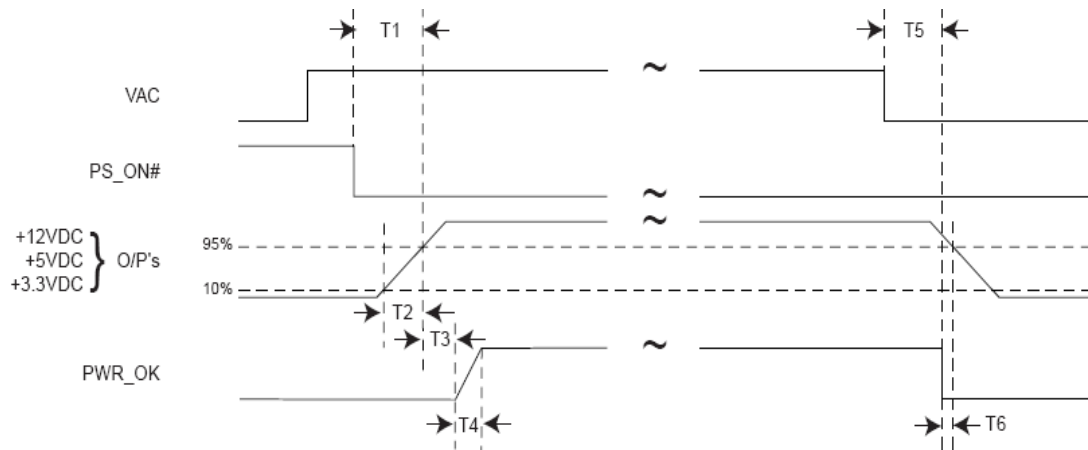 T1
T5
VAC
~
PS_ON#
~
+12VDC
+5VDC
+3.3VDC
} O/P's
~
95%
10%
T2
T3
PWR_OK
~
T4
T6